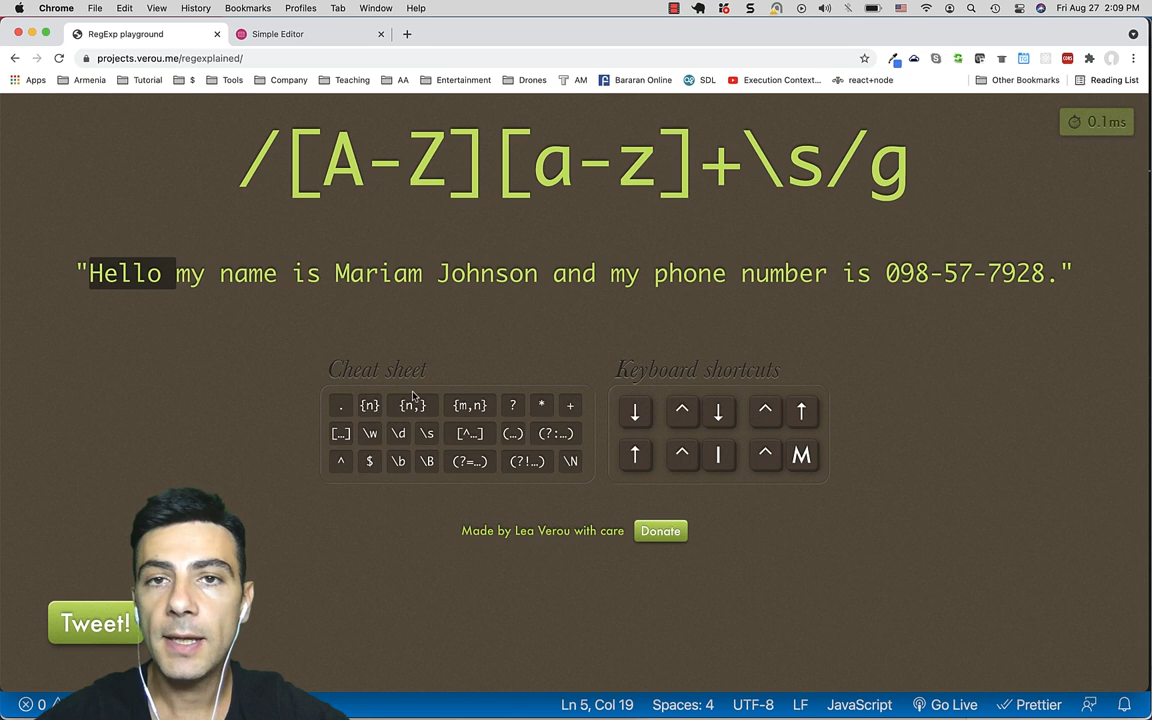 Chrome File Edit View History Bookmarks Profiles Tab Window Help Fri Aug 27 2:09 PM
RegExp playground Simple Editor
projects.verou.me/regexplained/
Apps Armenia Tutorial $ Tools Company Teaching AA Entertainment Drones AM Bararan Online SDL Execution Context... react+node Other Bookmarks Reading List
0.1ms
/[A-Z][a-z]+\s/g
"Hello my name is Mariam Johnson and my phone number is 098-57-7928."
Cheat sheet Keyboard shortcuts
. {n} {n,} {m,n} ? * + ↓ ^ ↓ ^ ↑
[…] \w \d \s [^…] (…) (?:…)
^ $ \b \B (?=…) (?!…) \N ↑ ^ I ^ M
Made by Lea Verou with care Donate
Tweet!
0 Ln 5, Col 19 Spaces: 4 UTF-8 LF JavaScript Go Live Prettier